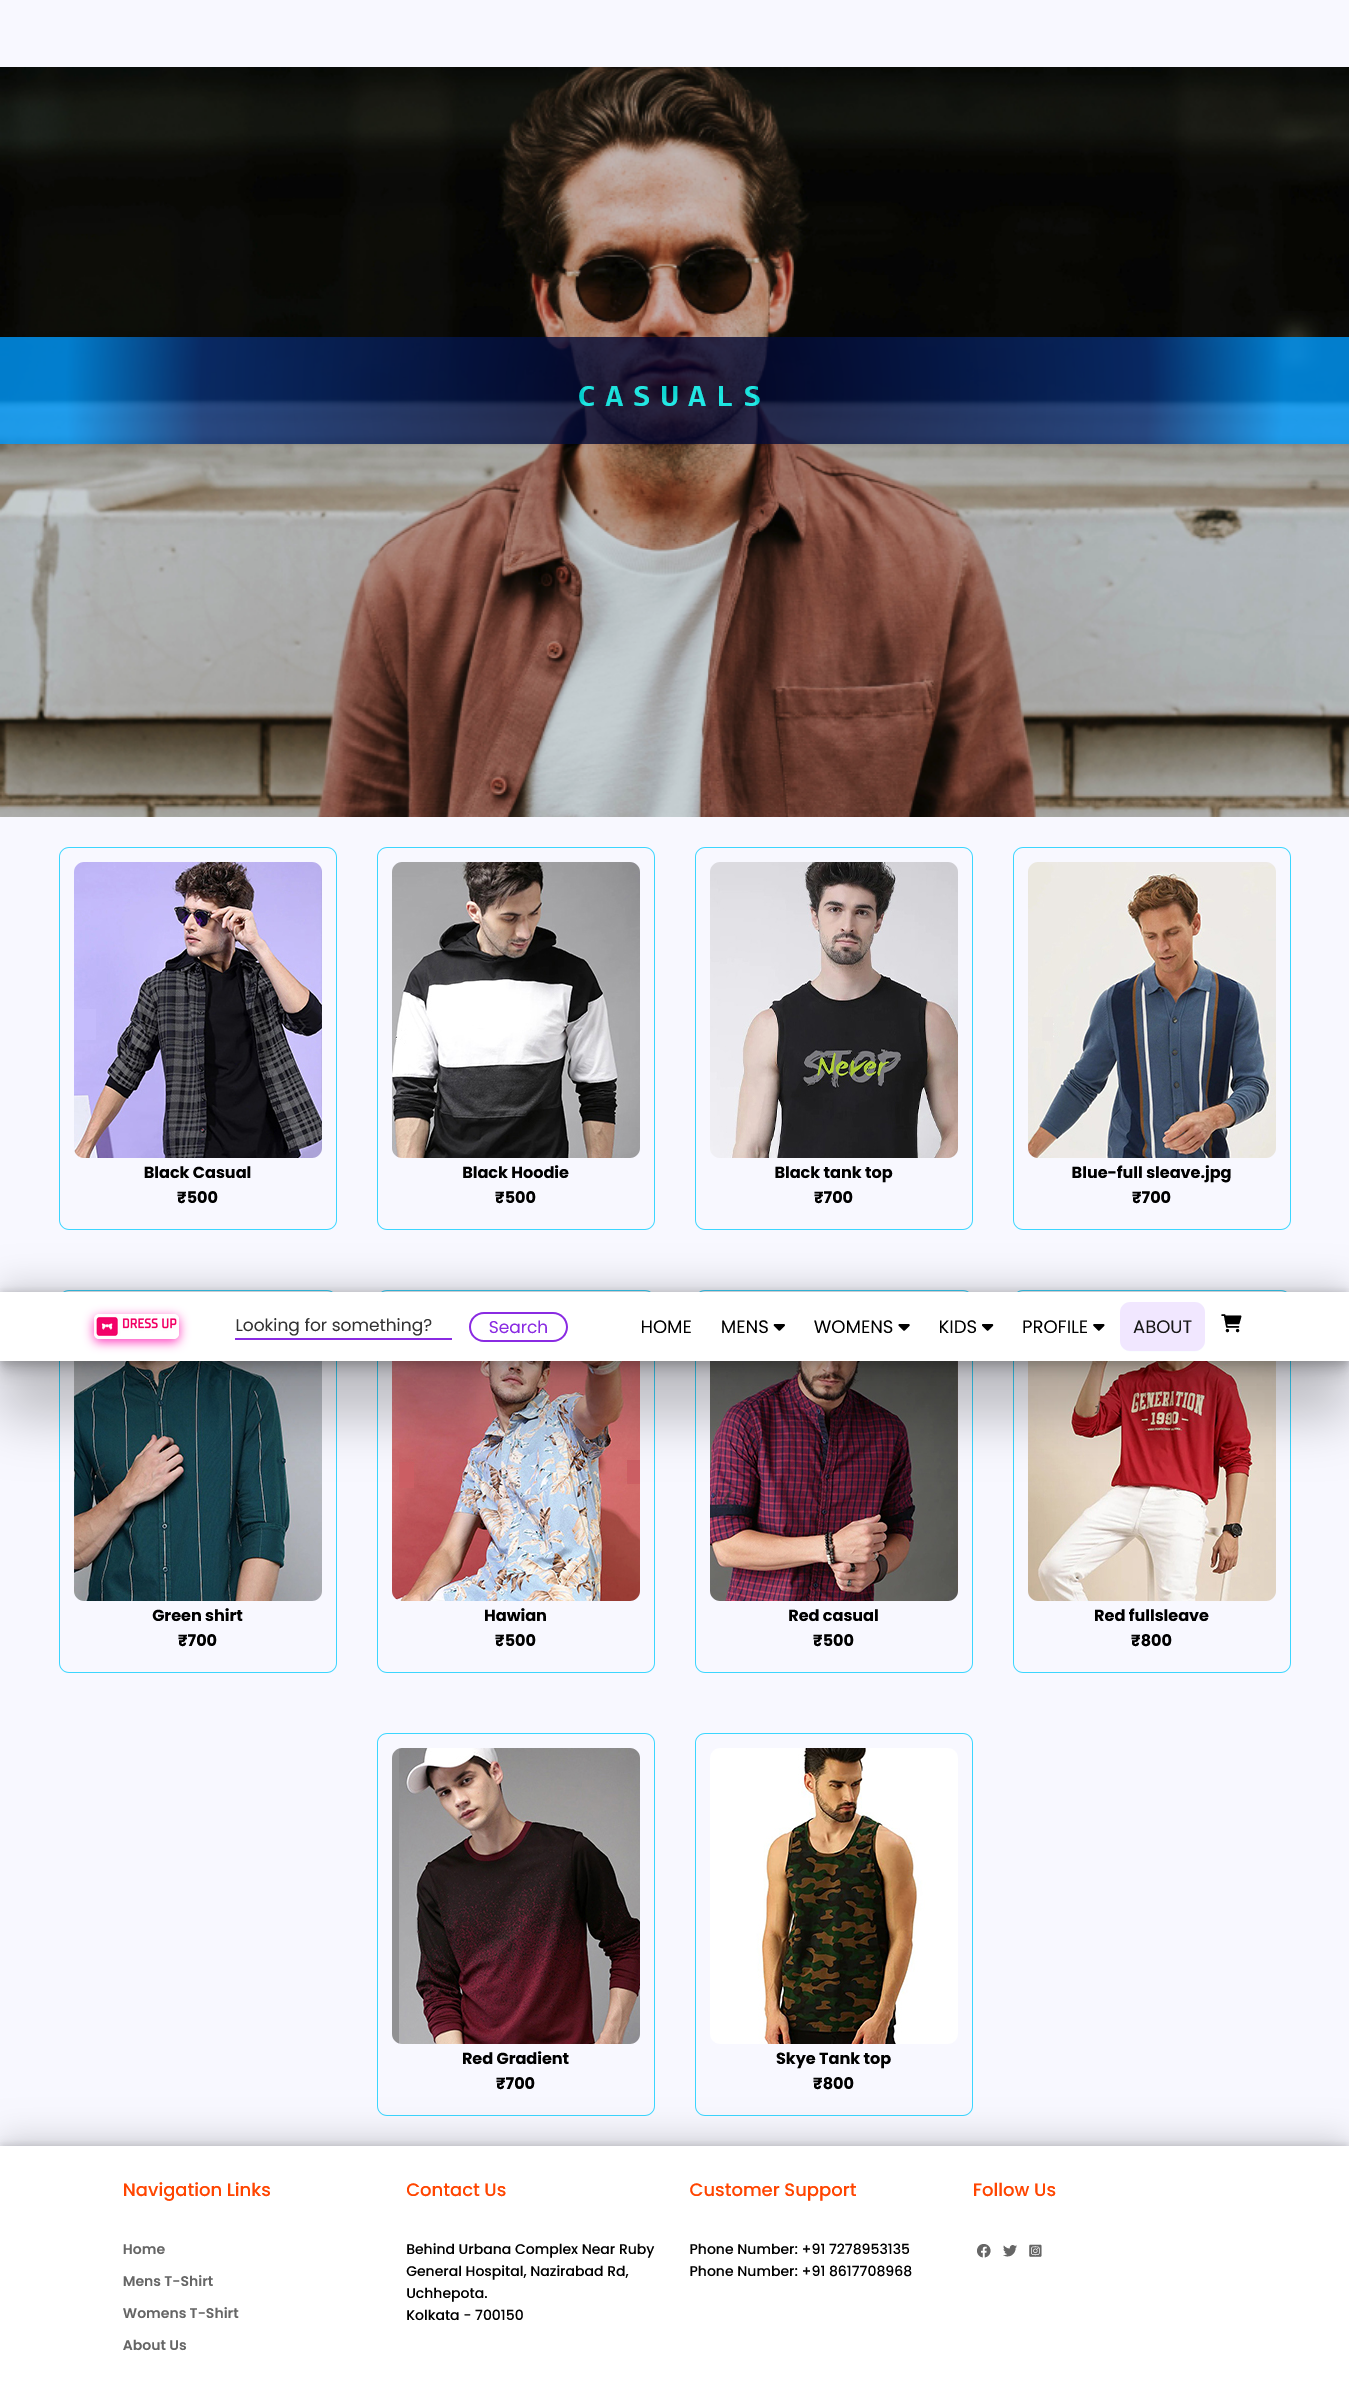 CASUALS
STOP
Never
Black Casual
₹500
Black Hoodie
₹500
Black tank top
₹700
Blue-full sleave.jpg
₹700
DRESS UP
Looking for something?
Search
HOME
MENS
WOMENS
KIDS
PROFILE
ABOUT
GENERATION
- 1990 -
Green shirt
₹700
Hawian
₹500
Red casual
₹500
Red fullsleave
₹800
Red Gradient
₹700
Skye Tank top
₹800
Navigation Links
Home
Mens T-Shirt
Womens T-Shirt
About Us
Contact Us
Behind Urbana Complex Near Ruby
General Hospital, Nazirabad Rd,
Uchhepota.
Kolkata - 700150
Customer Support
Phone Number: +91 7278953135
Phone Number: +91 8617708968
Follow Us